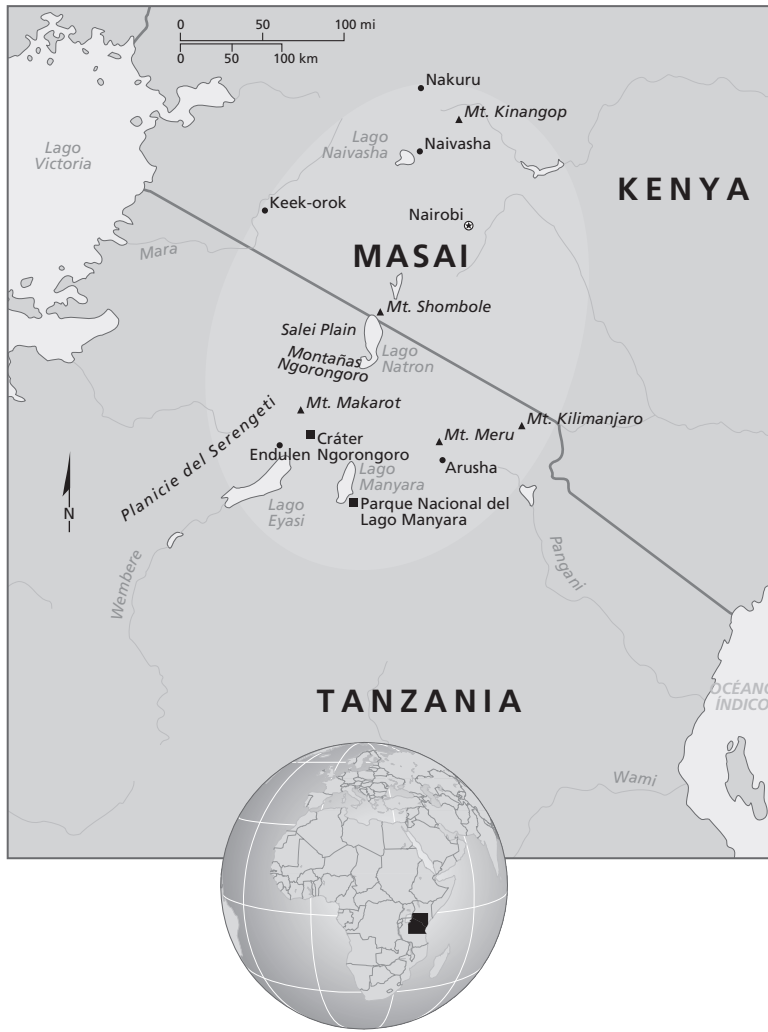 0 50 100 mi
0 50 100 km
Nakuru
Mt. Kinangop
Lago
Naivasha
Naivasha
Lago
Victoria
KENYA
Keek-orok
Nairobi
Mara
MASAI
Mt. Shombole
Salei Plain
Lago
Natron
Montañas
Ngorongoro
Mt. Makarot
Mt. Kilimanjaro
Planicie del Serengeti
Cráter
Ngorongoro
Endulen
Mt. Meru
Arusha
Lago
Manyara
Lago
Eyasi
Parque Nacional del
Lago Manyara
N
Wembere
Pangani
TANZANIA
OCÉANO
ÍNDICO
Wami